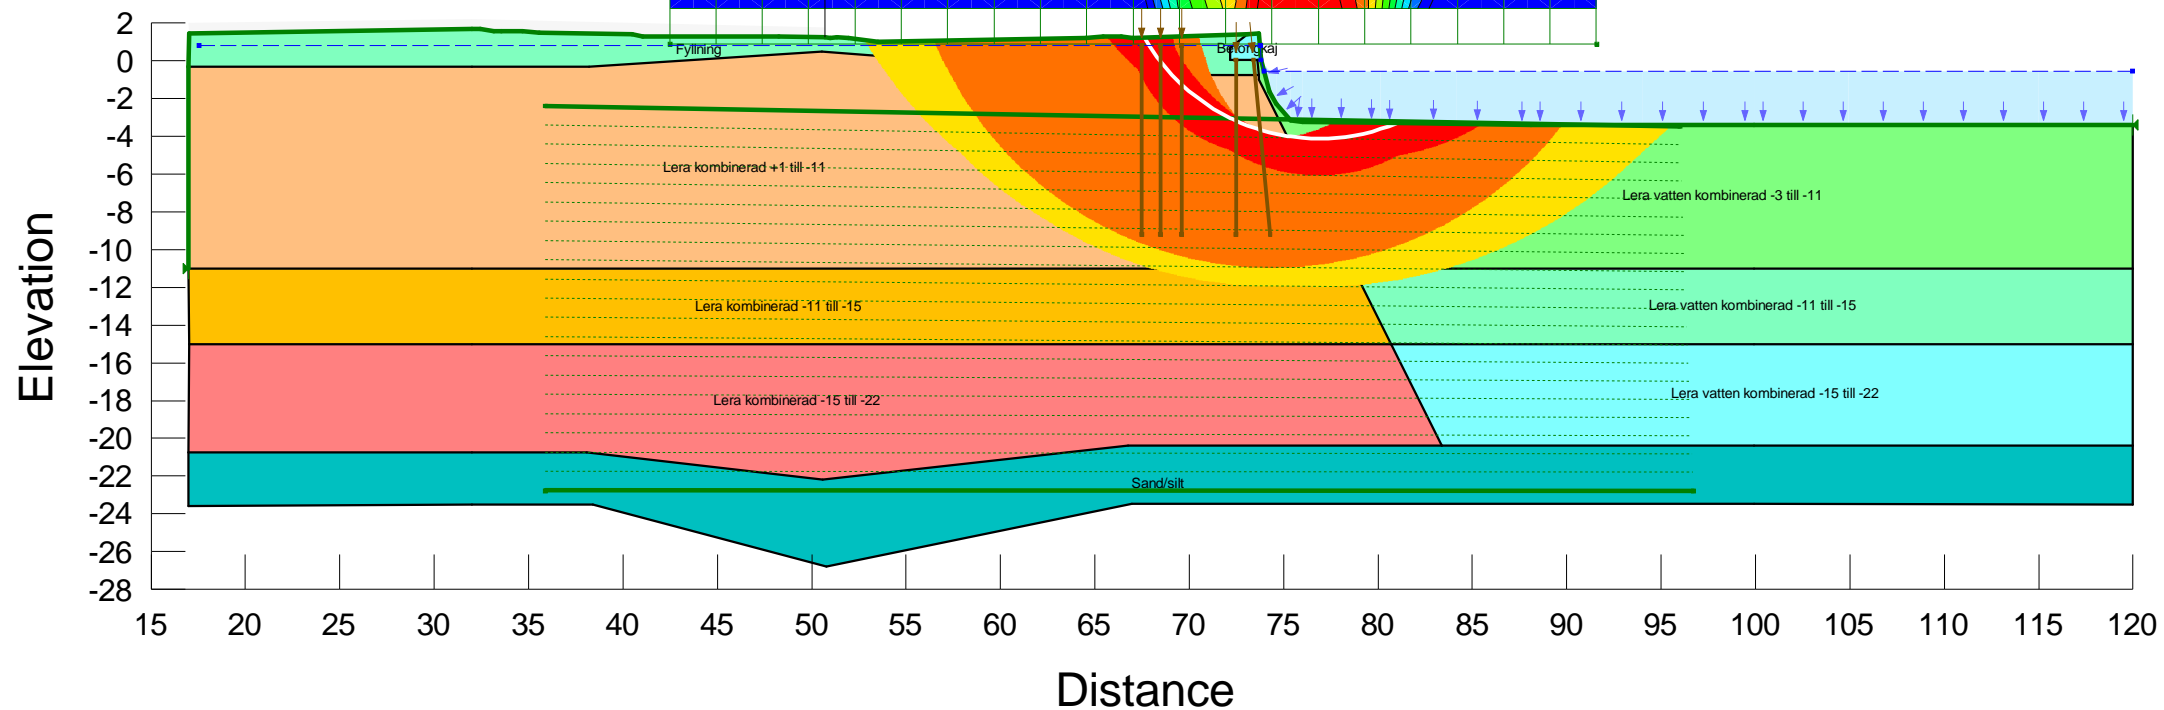 2
0
-2
-4
-6
-8
-10
-12
-14
-16
-18
-20
-22
-24
-26
-28
Elevation
Fyllning
Betongkaj
Lera kombinerad +1 till -11
Lera vatten kombinerad -3 till -11
Lera kombinerad -11 till -15
Lera vatten kombinerad -11 till -15
Lera kombinerad -15 till -22
Lera vatten kombinerad -15 till -22
Sand/silt
15 20 25 30 35 40 45 50 55 60 65 70 75 80 85 90 95 100 105 110 115 120
Distance